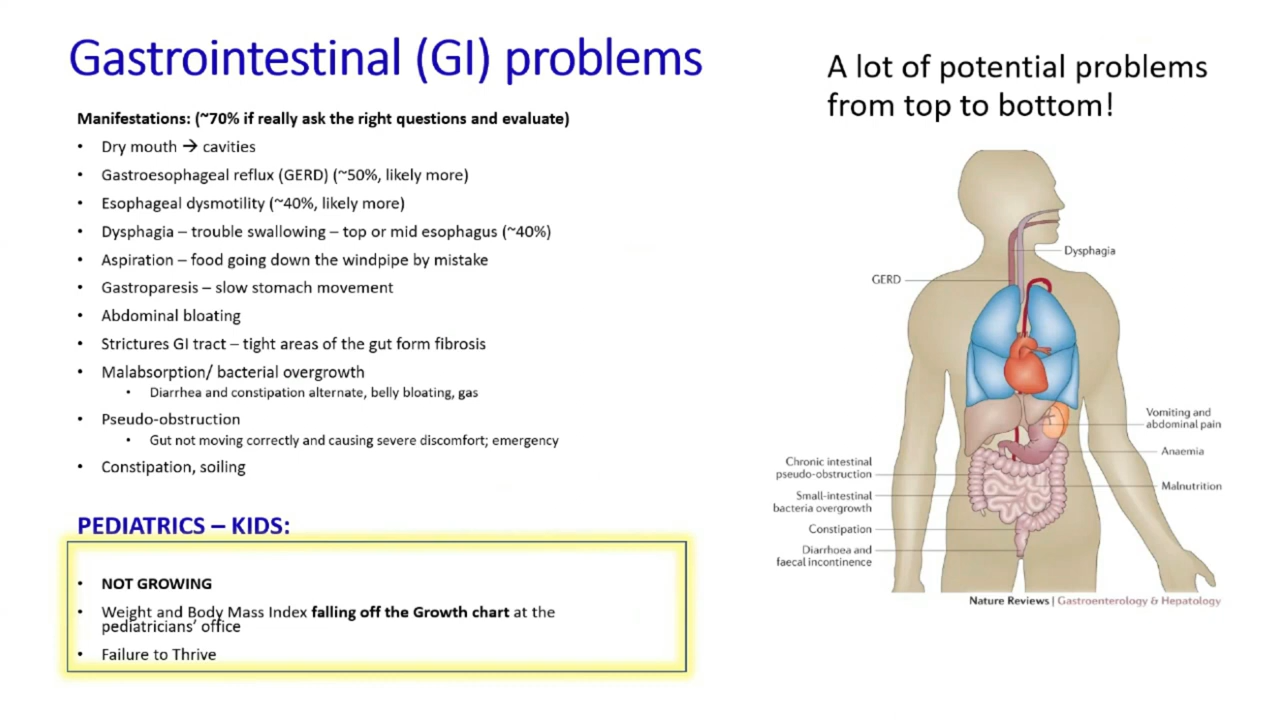 Gastrointestinal (GI) problems
A lot of potential problems
from top to bottom!
Manifestations: (~70% if really ask the right questions and evaluate)
• Dry mouth → cavities
• Gastroesophageal reflux (GERD) (~50%, likely more)
• Esophageal dysmotility (~40%, likely more)
• Dysphagia – trouble swallowing – top or mid esophagus (~40%)
• Aspiration – food going down the windpipe by mistake
• Gastroparesis – slow stomach movement
• Abdominal bloating
• Strictures GI tract – tight areas of the gut form fibrosis
• Malabsorption/ bacterial overgrowth
• Diarrhea and constipation alternate, belly bloating, gas
• Pseudo-obstruction
• Gut not moving correctly and causing severe discomfort; emergency
• Constipation, soiling
PEDIATRICS – KIDS:
• NOT GROWING
• Weight and Body Mass Index falling off the Growth chart at the
pediatricians’ office
• Failure to Thrive
Dysphagia
GERD
Vomiting and
abdominal pain
Anaemia
Malnutrition
Chronic intestinal
pseudo-obstruction
Small-intestinal
bacteria overgrowth
Constipation
Diarrhoea and
faecal incontinence
Nature Reviews | Gastroenterology & Hepatology